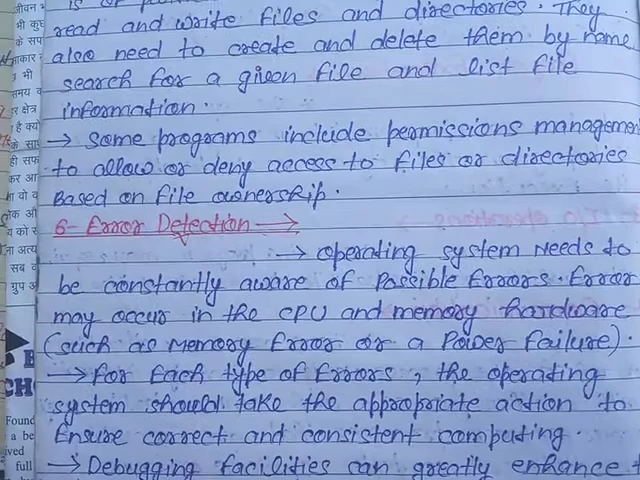 read and write files and directories. They
also need to create and delete them by name
search for a given file and list file
information.
→ Some programs include permissions management
to allow or deny access to files or directories
Based on file ownership.
6- Error Detection →
→ operating system Needs to
be constantly aware of Possible Errors. Error
may occur in the CPU and memory hardware
(such as Memory Error or a Power Failure).
→ For Each type of Errors, the operating
system should take the appropriate action to
Ensure correct and consistent computing.
→ Debugging facilities can greatly enhance